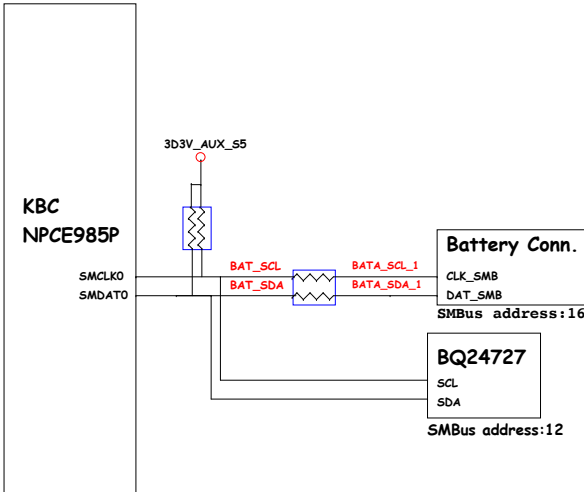 3D3V_AUX_S5
KBC
NPCE985P
Battery Conn.
SMCLK0
BAT_SCL
BATA_SCL_1
CLK_SMB
SMDAT0
BAT_SDA
BATA_SDA_1
DAT_SMB
SMBus address:16
BQ24727
SCL
SDA
SMBus address:12